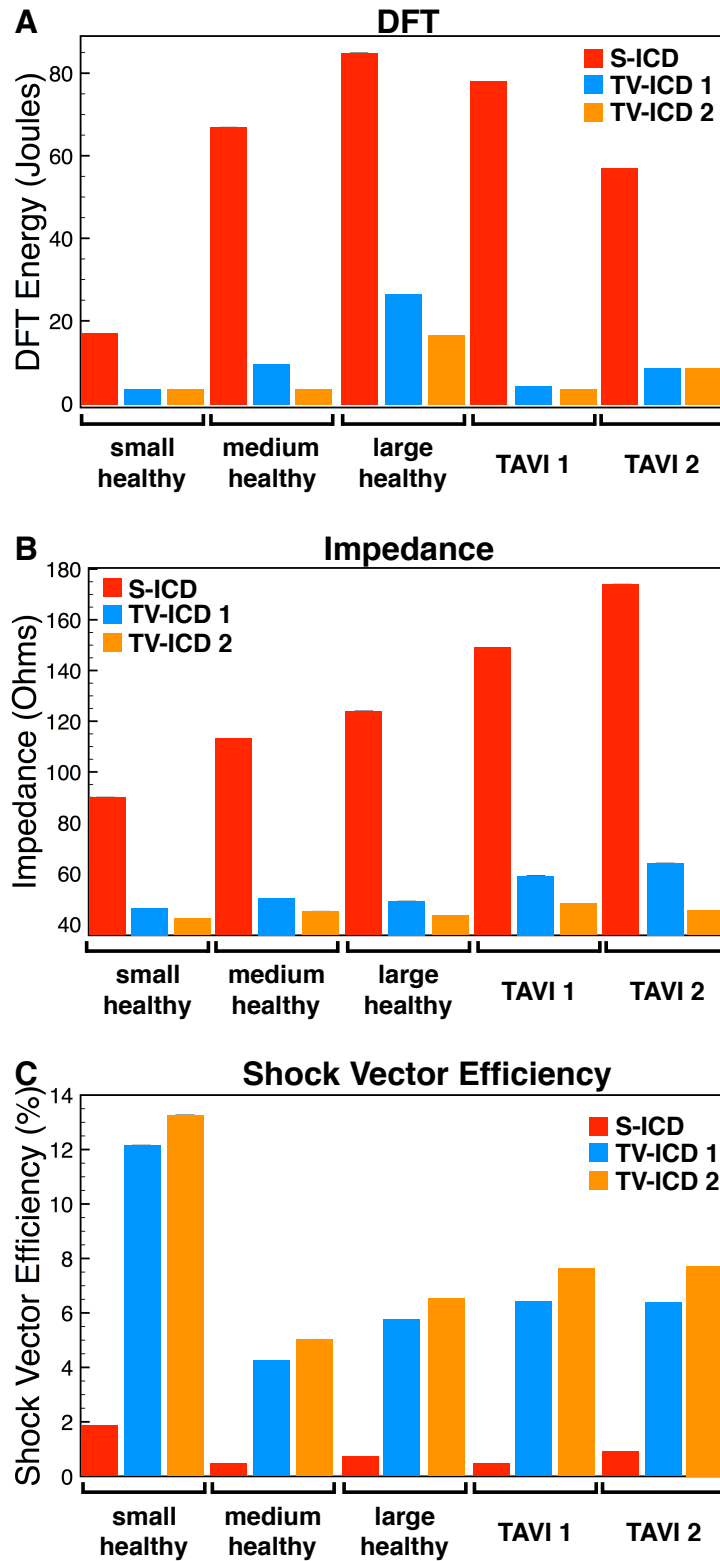 A
DFT
DFT Energy (Joules)
80
60
40
20
0
S-ICD
TV-ICD 1
TV-ICD 2
small healthy
medium healthy
large healthy
TAVI 1
TAVI 2
B
Impedance
Impedance (Ohms)
180
160
140
120
100
80
60
40
S-ICD
TV-ICD 1
TV-ICD 2
small healthy
medium healthy
large healthy
TAVI 1
TAVI 2
C
Shock Vector Efficiency
Shock Vector Efficiency (%)
14
12
10
8
6
4
2
0
S-ICD
TV-ICD 1
TV-ICD 2
small healthy
medium healthy
large healthy
TAVI 1
TAVI 2